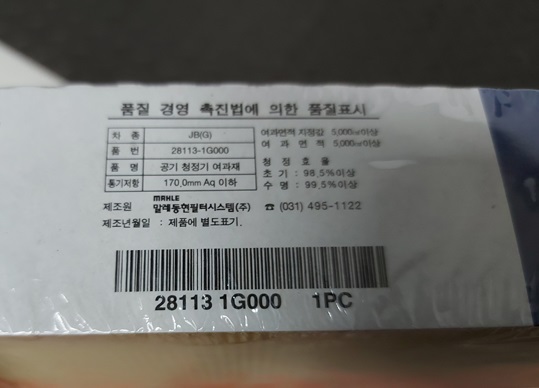 품질 경영 촉진법에 의한 품질표시
차 종 JB(G)
품 번 28113-1G000
품 명 공기 청정기 여과재
통기저항 170.0mm Aq 이하
여과면적 지정값 5,000㎠이상
여 과 면 적 5,000㎠이상
청 정 효 율
초 기 : 98.5%이상
수 명 : 99.5%이상
제조원 MAHLE 말레동현필터시스템(주) ☎ (031) 495-1122
제조년월일 : 제품에 별도표기.
28113 1G000 1PC